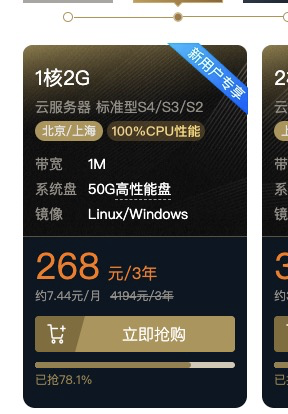 新用户专享
1核2G
云服务器 标准型S4/S3/S2
北京/上海 100%CPU性能
带宽 1M
系统盘 50G高性能盘
镜像 Linux/Windows
268 元/3年
约7.44元/月 4194元/3年
立即抢购
已抢78.1%